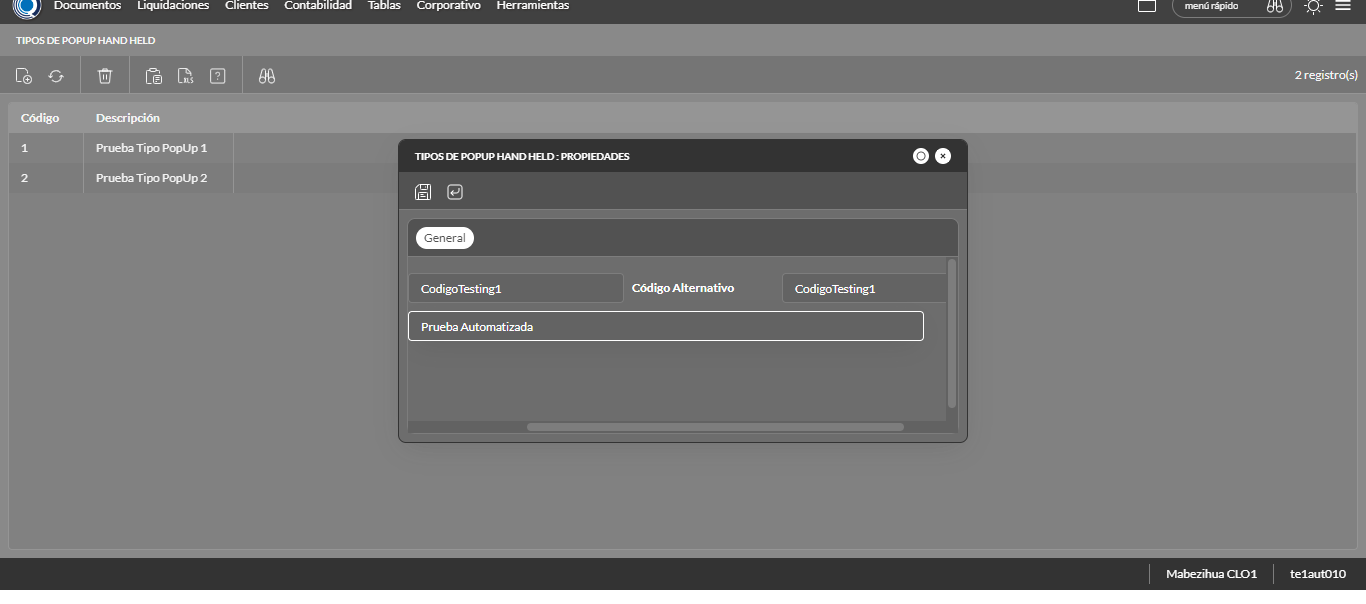 Documentos Liquidaciones Clientes Contabilidad Tablas Corporativo Herramientas menú rápido
TIPOS DE POPUP HAND HELD
XLS ? 2 registro(s)
Código Descripción
1 Prueba Tipo PopUp 1
2 Prueba Tipo PopUp 2
TIPOS DE POPUP HAND HELD : PROPIEDADES
General
CodigoTesting1 Código Alternativo CodigoTesting1
Prueba Automatizada
Mabezihua CLO1 te1aut010